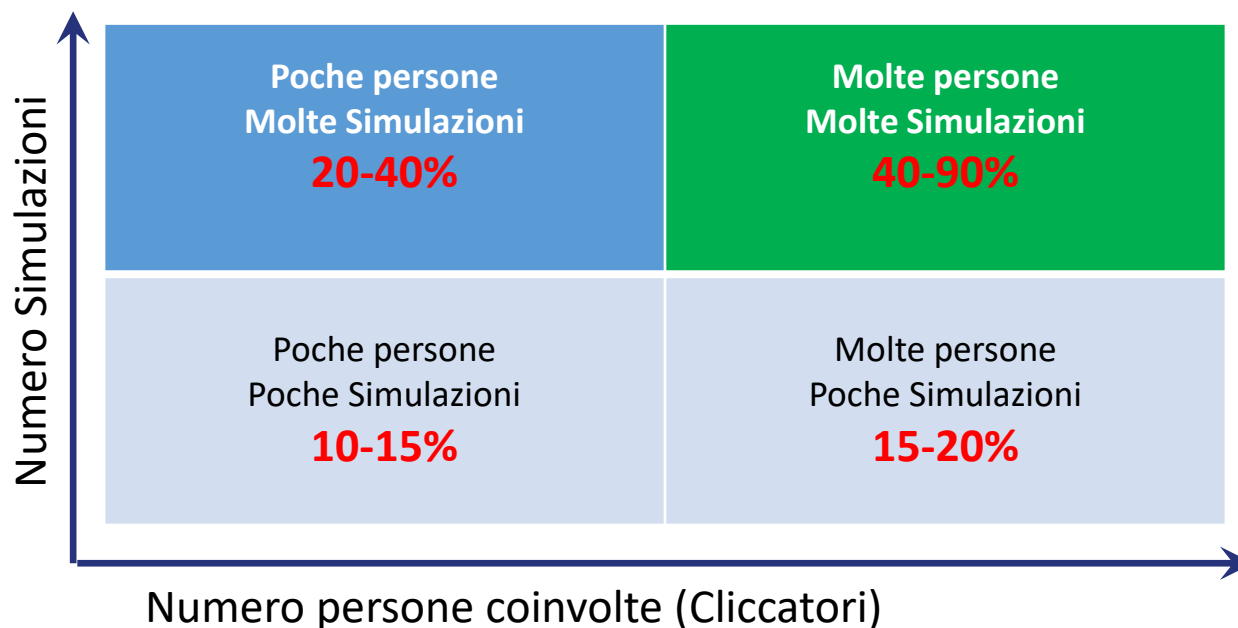 Numero Simulazioni
Poche persone
Molte Simulazioni
20-40%
Molte persone
Molte Simulazioni
40-90%
Poche persone
Poche Simulazioni
10-15%
Molte persone
Poche Simulazioni
15-20%
Numero persone coinvolte (Cliccatori)